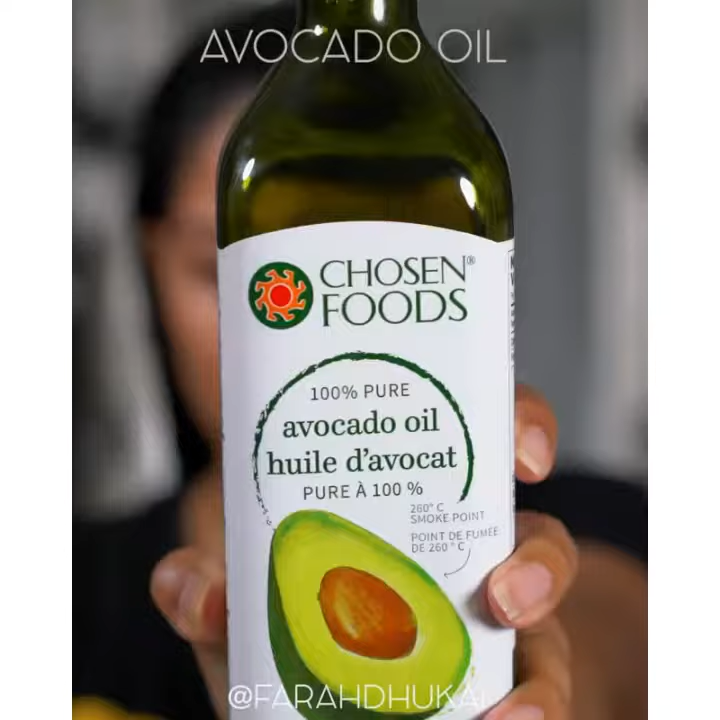 AVOCADO OIL
CHOSEN®
FOODS
100% PURE
avocado oil
huile d'avocat
PURE À 100 %
260° C
SMOKE POINT
POINT DE FUMÉE
DE 260° C
@FARAHDHUKAI